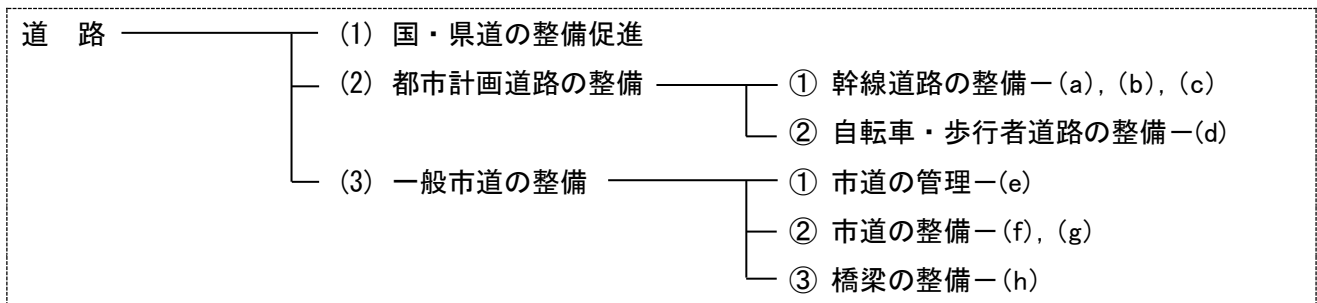 道　路　(1) 国・県道の整備促進
(2) 都市計画道路の整備　① 幹線道路の整備－(a), (b), (c)
② 自転車・歩行者道路の整備－(d)
(3) 一般市道の整備　① 市道の管理－(e)
② 市道の整備－(f), (g)
③ 橋梁の整備－(h)